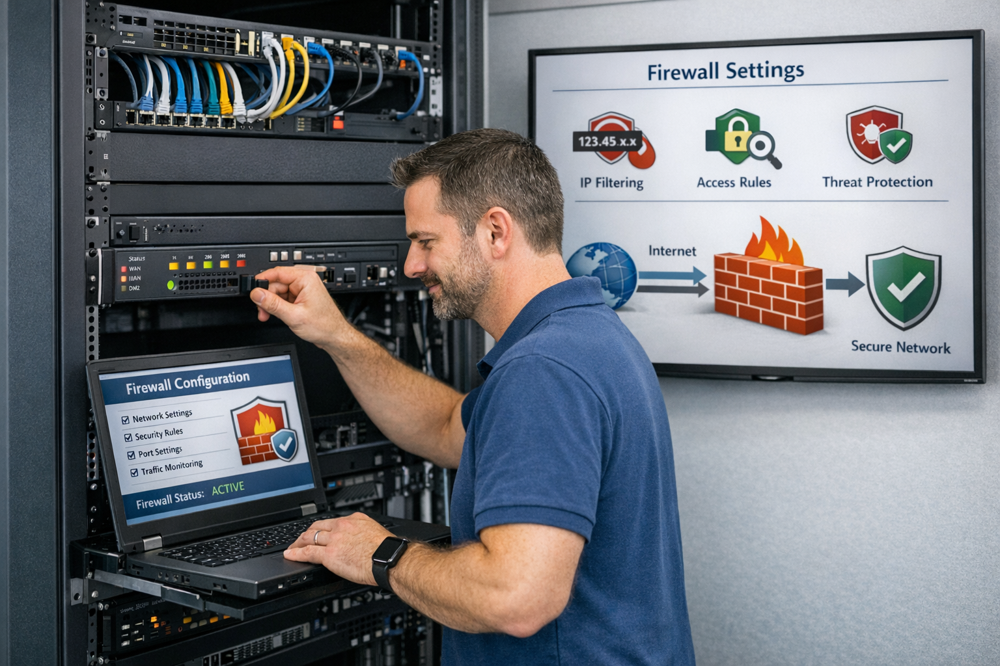 Firewall Settings
123.45.x.x
IP Filtering
Access Rules
Threat Protection
Internet
Secure Network
Status
WAN
DMZ
Firewall Configuration
Network Settings
Security Rules
Port Settings
Traffic Monitoring
Firewall Status: ACTIVE